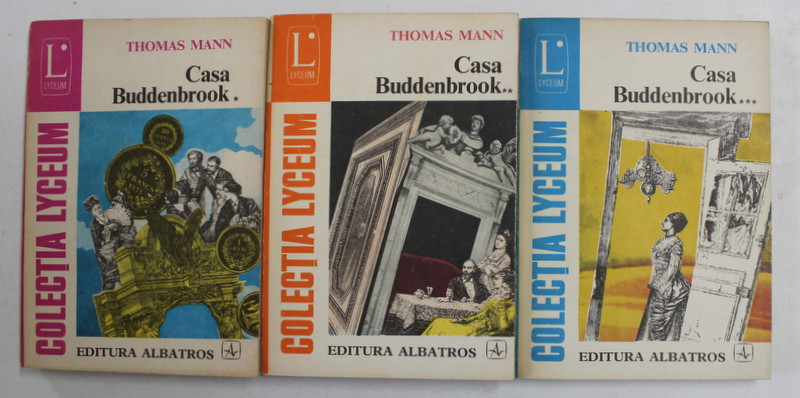 L
LYCEUM
THOMAS MANN
Casa
Buddenbrook *
COLECȚIA LYCEUM
EDITURA ALBATROS
L
LYCEUM
THOMAS MANN
Casa
Buddenbrook **
COLECȚIA LYCEUM
EDITURA ALBATROS
L
LYCEUM
THOMAS MANN
Casa
Buddenbrook ***
COLECȚIA LYCEUM
EDITURA ALBATROS